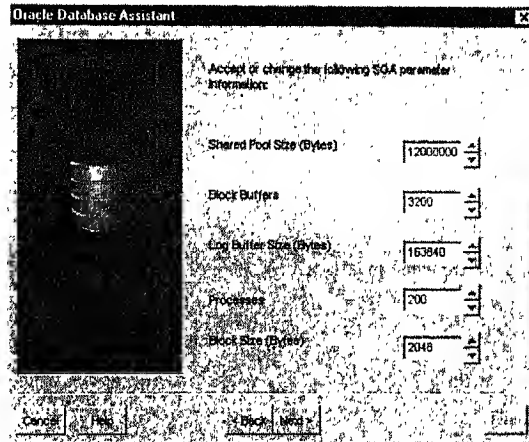 Oracle Database Assistant
Accept or change the following SGA parameter
information:
Shared Pool Size (Bytes)
12000000
Block Buffers
3200
Log Buffer Size (Bytes)
163840
Processes
200
Block Size (Bytes)
2048
Cancel
Help
< Back
Next >